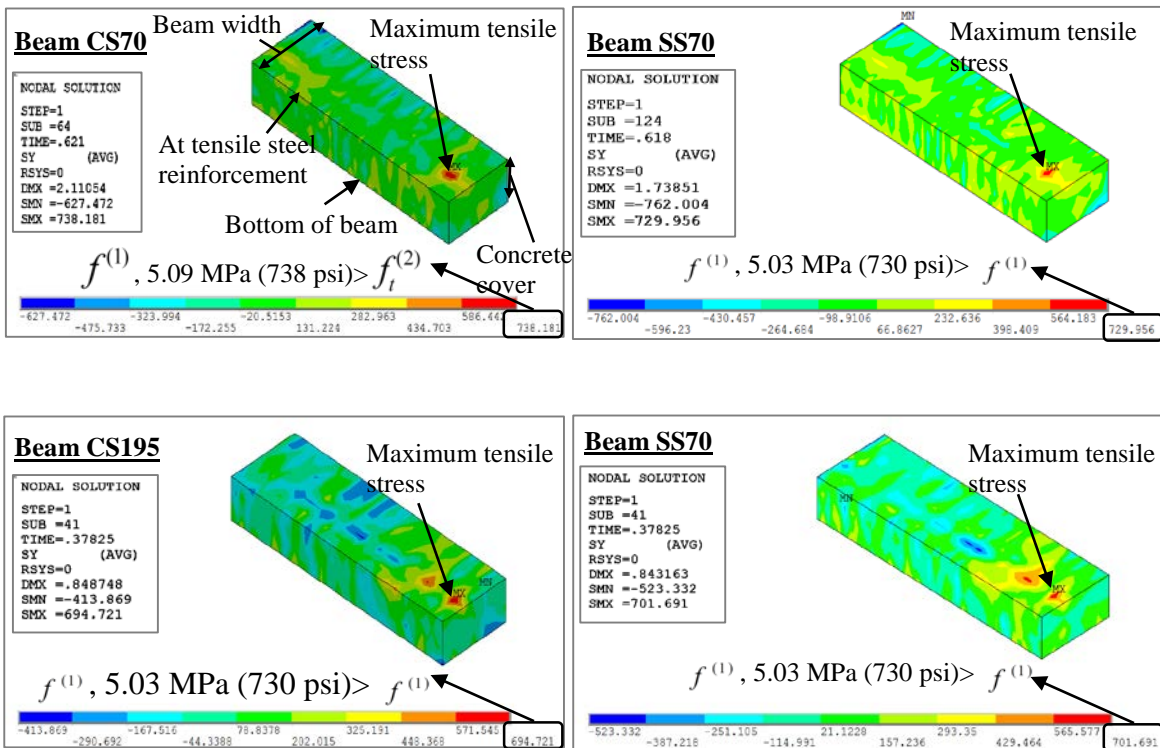 Beam CS70
Beam width
Maximum tensile
stress
NODAL SOLUTION
STEP=1
SUB =64
TIME=.621
SY (AVG)
RSYS=0
DMX =2.11054
SMN =-627.472
SMX =738.181
At tensile steel
reinforcement
Bottom of beam
Concrete
cover
MX
f(1) , 5.09 MPa (738 psi)> ft(2)
-627.472 -323.994 -20.5153 282.963 586.442
-475.733 -172.255 131.224 434.703 738.181
Beam SS70
MN
Maximum tensile
stress
NODAL SOLUTION
STEP=1
SUB =124
TIME=.618
SY (AVG)
RSYS=0
DMX =1.73851
SMN =-762.004
SMX =729.956
MX
f (1) , 5.03 MPa (730 psi)> f (1)
-762.004 -430.457 -98.9106 232.636 564.183
-596.23 -264.684 66.8627 398.409 729.956
Beam CS195
Maximum tensile
stress
NODAL SOLUTION
STEP=1
SUB =41
TIME=.37825
SY (AVG)
RSYS=0
DMX =.848748
SMN =-413.869
SMX =694.721
MN
MX
f (1) , 5.03 MPa (730 psi)> f (1)
-413.869 -167.516 78.8378 325.191 571.545
-290.692 -44.3388 202.015 448.368 694.721
Beam SS70
Maximum tensile
stress
NODAL SOLUTION
STEP=1
SUB =41
TIME=.37825
SY (AVG)
RSYS=0
DMX =.843163
SMN =-523.332
SMX =701.691
MN
MX
f (1) , 5.03 MPa (730 psi)> f (1)
-523.332 -251.105 21.1228 293.35 565.577
-387.218 -114.991 157.236 429.464 701.691